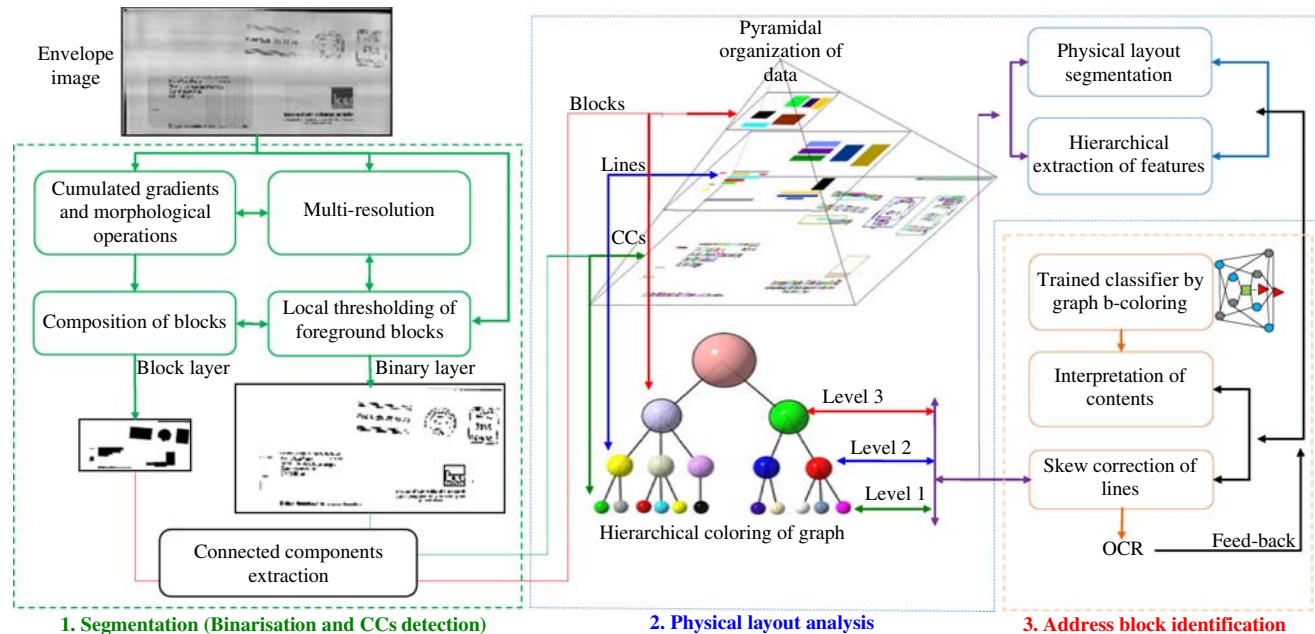 Envelope
image
Cumulated gradients
and morphological
operations
Multi-resolution
Composition of blocks
Local thresholding of
foreground blocks
Block layer
Binary layer
Connected components
extraction
1. Segmentation (Binarisation and CCs detection)
Pyramidal
organization of
data
Blocks
Lines
CCs
Level 3
Level 2
Level 1
Hierarchical coloring of graph
Physical layout
segmentation
Hierarchical
extraction of features
2. Physical layout analysis
Trained classifier by
graph b-coloring
Interpretation of
contents
Skew correction of
lines
OCR
Feed-back
3. Address block identification